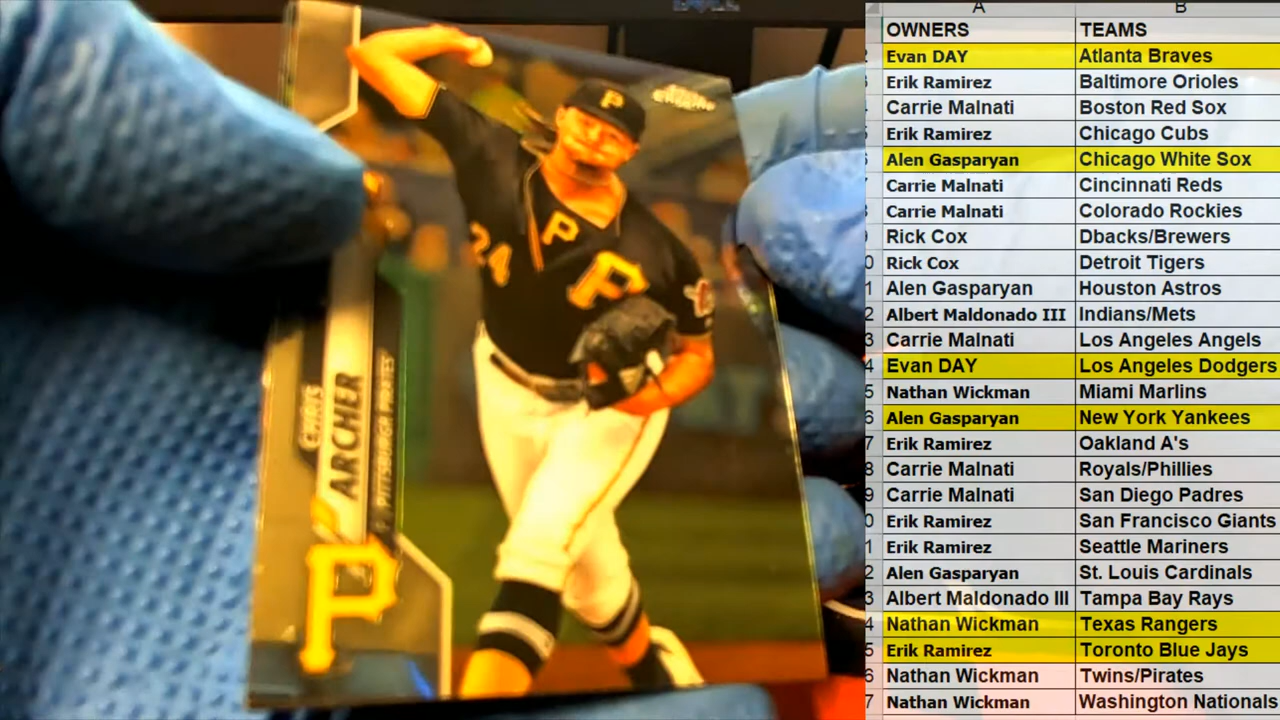 A B
OWNERS TEAMS
Evan DAY Atlanta Braves
Erik Ramirez Baltimore Orioles
Carrie Malnati Boston Red Sox
Erik Ramirez Chicago Cubs
Alen Gasparyan Chicago White Sox
Carrie Malnati Cincinnati Reds
Carrie Malnati Colorado Rockies
Rick Cox Dbacks/Brewers
Rick Cox Detroit Tigers
Alen Gasparyan Houston Astros
Albert Maldonado III Indians/Mets
Carrie Malnati Los Angeles Angels
Evan DAY Los Angeles Dodgers
Nathan Wickman Miami Marlins
Alen Gasparyan New York Yankees
Erik Ramirez Oakland A's
Carrie Malnati Royals/Phillies
Carrie Malnati San Diego Padres
Erik Ramirez San Francisco Giants
Erik Ramirez Seattle Mariners
Alen Gasparyan St. Louis Cardinals
Albert Maldonado III Tampa Bay Rays
Nathan Wickman Texas Rangers
Erik Ramirez Toronto Blue Jays
Nathan Wickman Twins/Pirates
Nathan Wickman Washington Nationals
P
P
P
24
CHRIS
ARCHER
PITTSBURGH PIRATES
P